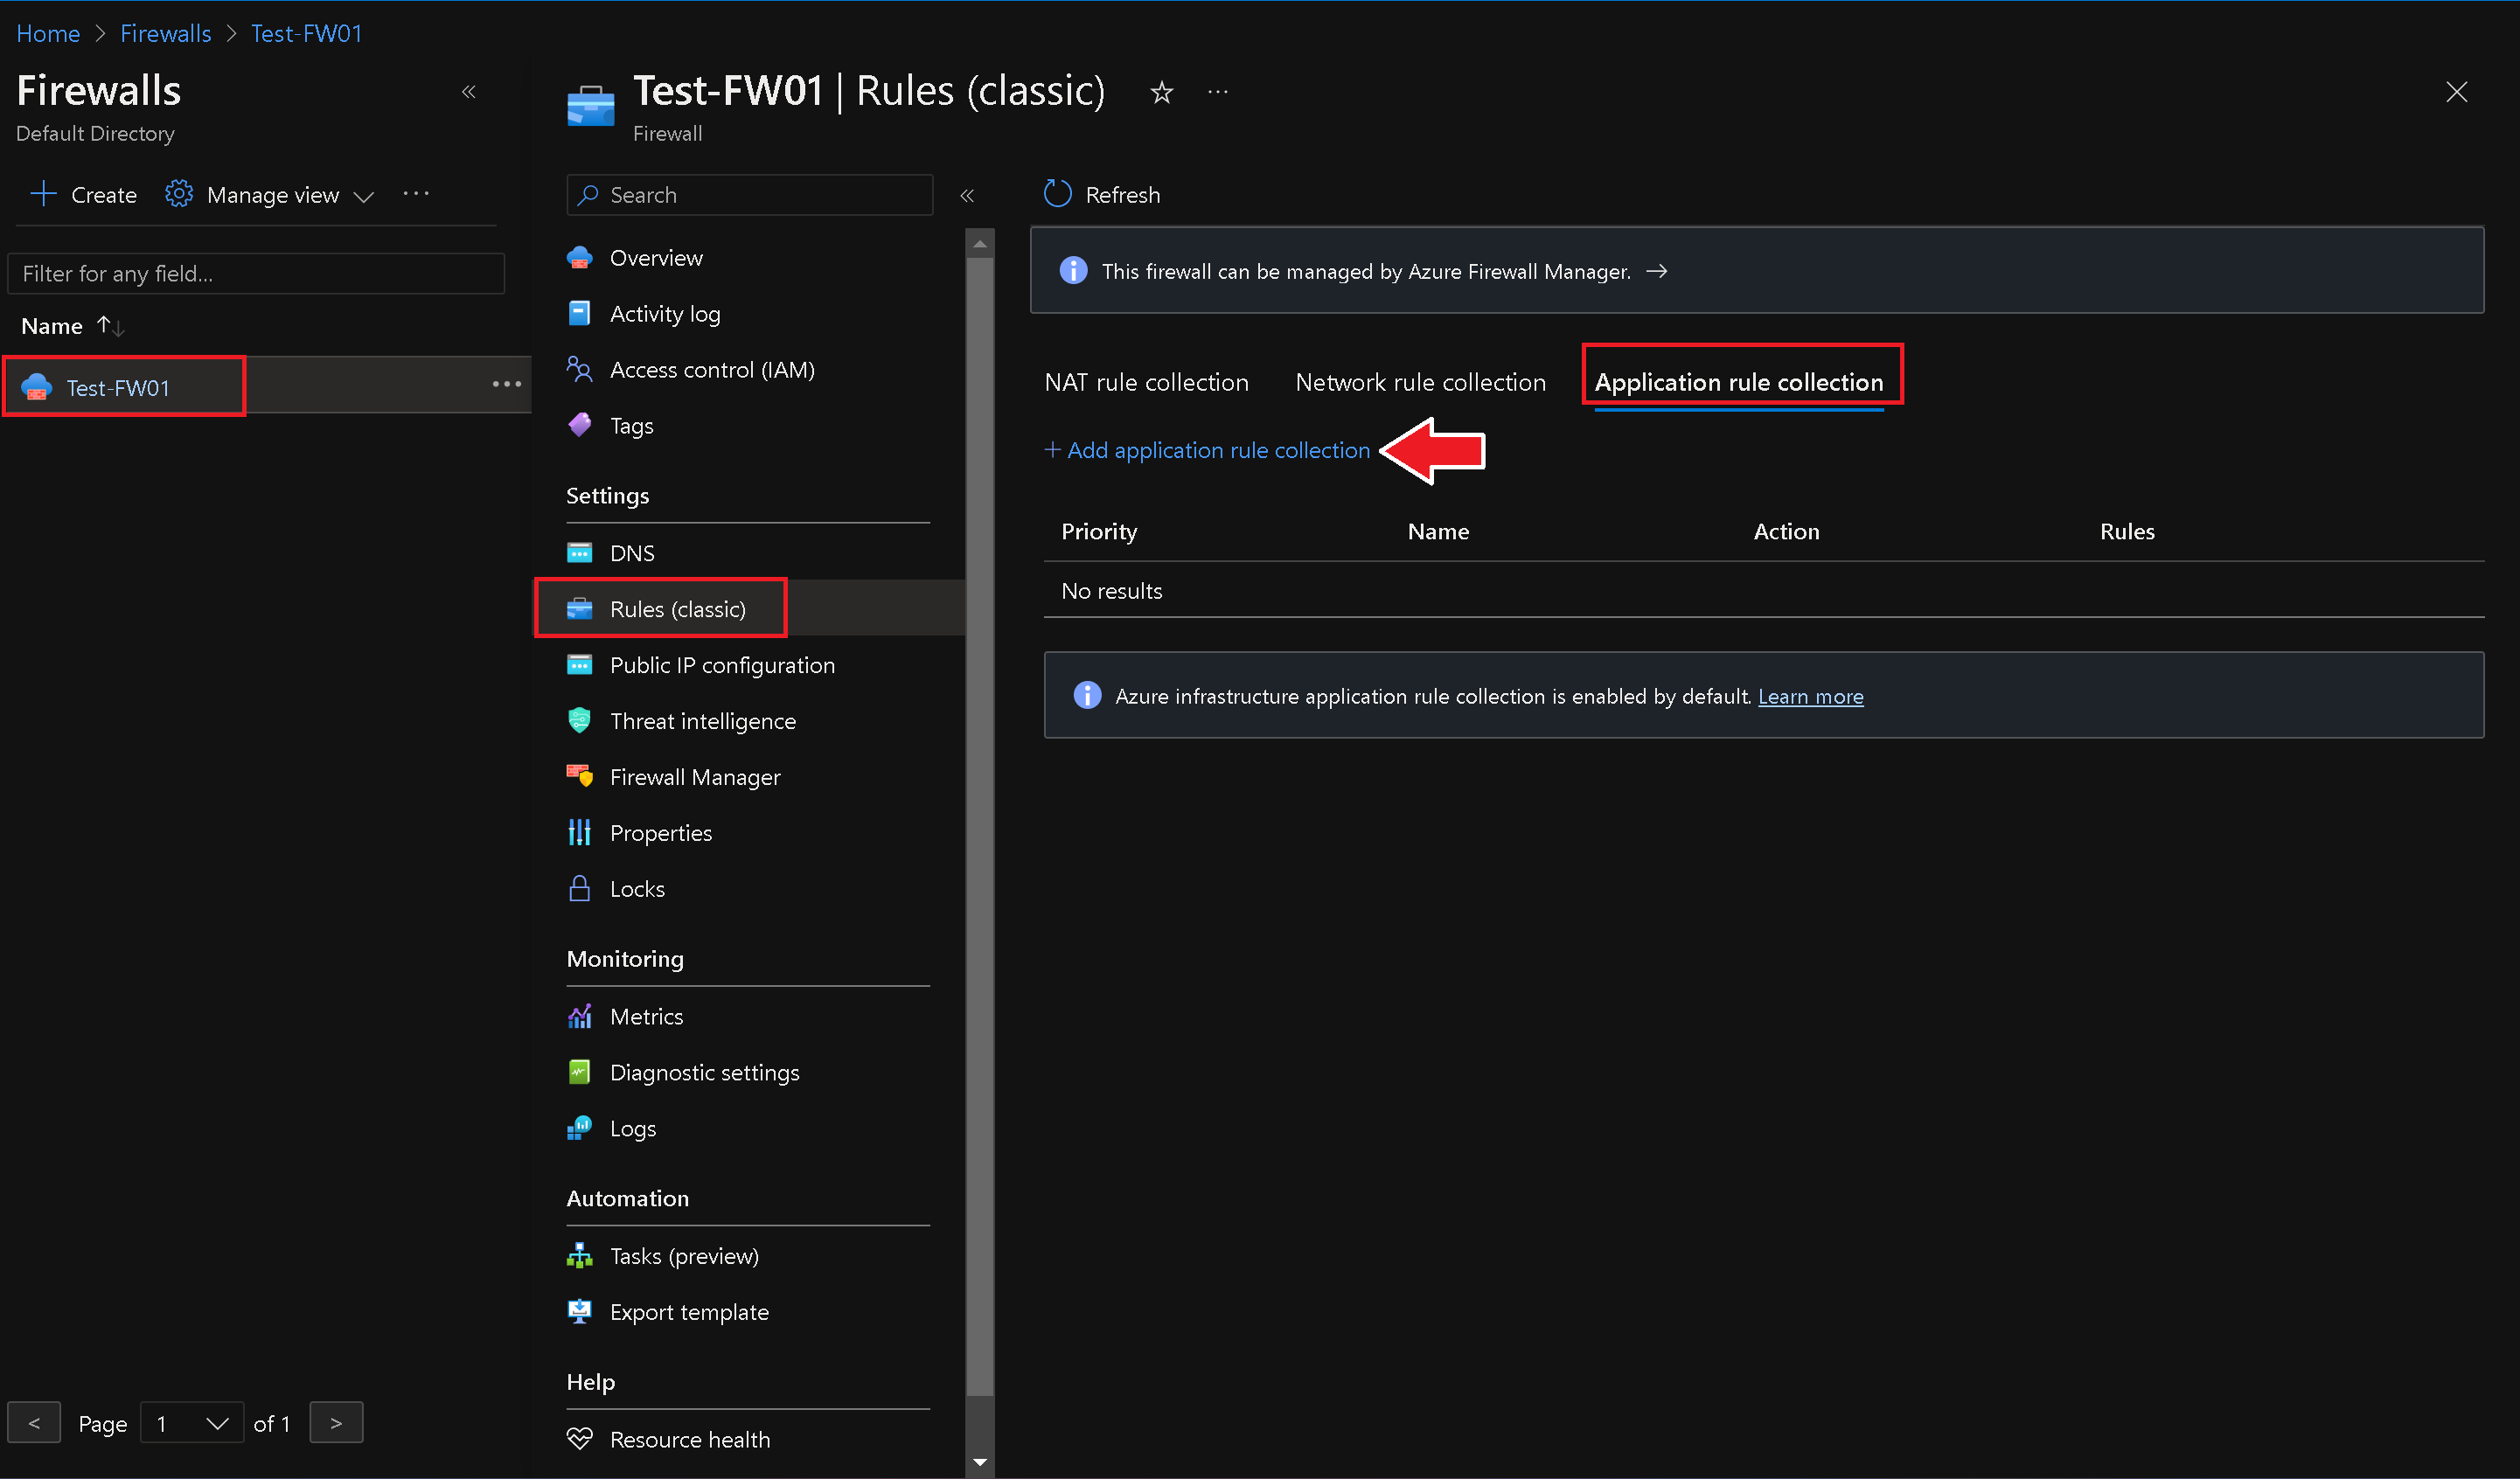 Home > Firewalls > Test-FW01
Firewalls
Default Directory
Create Manage view
Filter for any field...
Name
Test-FW01
Page 1 of 1
Test-FW01 | Rules (classic)
Firewall
Search
Overview
Activity log
Access control (IAM)
Tags
Settings
DNS
Rules (classic)
Public IP configuration
Threat intelligence
Firewall Manager
Properties
Locks
Monitoring
Metrics
Diagnostic settings
Logs
Automation
Tasks (preview)
Export template
Help
Resource health
Refresh
This firewall can be managed by Azure Firewall Manager. →
NAT rule collection Network rule collection Application rule collection
+ Add application rule collection
Priority Name Action Rules
No results
Azure infrastructure application rule collection is enabled by default. Learn more